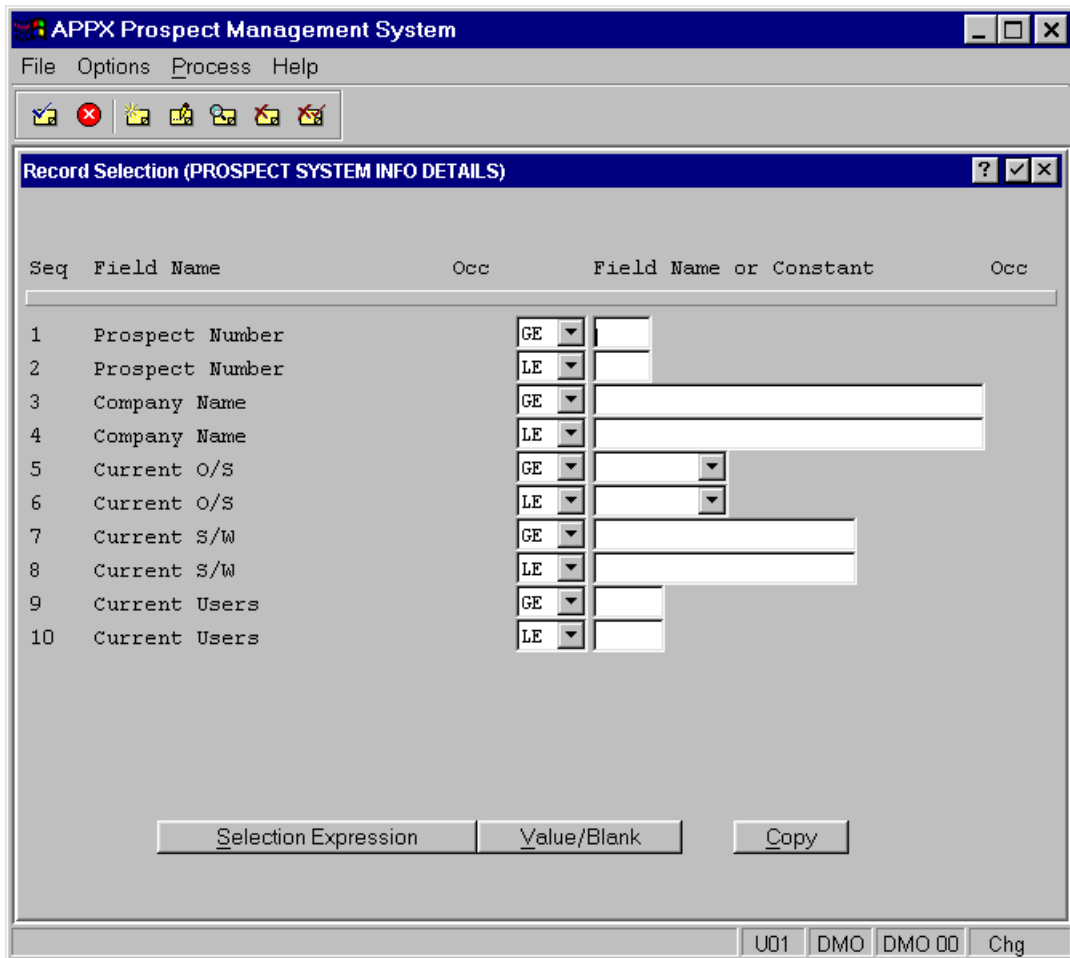 APPX Prospect Management System
File Options Process Help
Record Selection (PROSPECT SYSTEM INFO DETAILS) ?
Seq Field Name Occ Field Name or Constant Occ
1 Prospect Number GE
2 Prospect Number LE
3 Company Name GE
4 Company Name LE
5 Current O/S GE
6 Current O/S LE
7 Current S/W GE
8 Current S/W LE
9 Current Users GE
10 Current Users LE
Selection Expression Value/Blank Copy
U01 DMO DMO 00 Chg